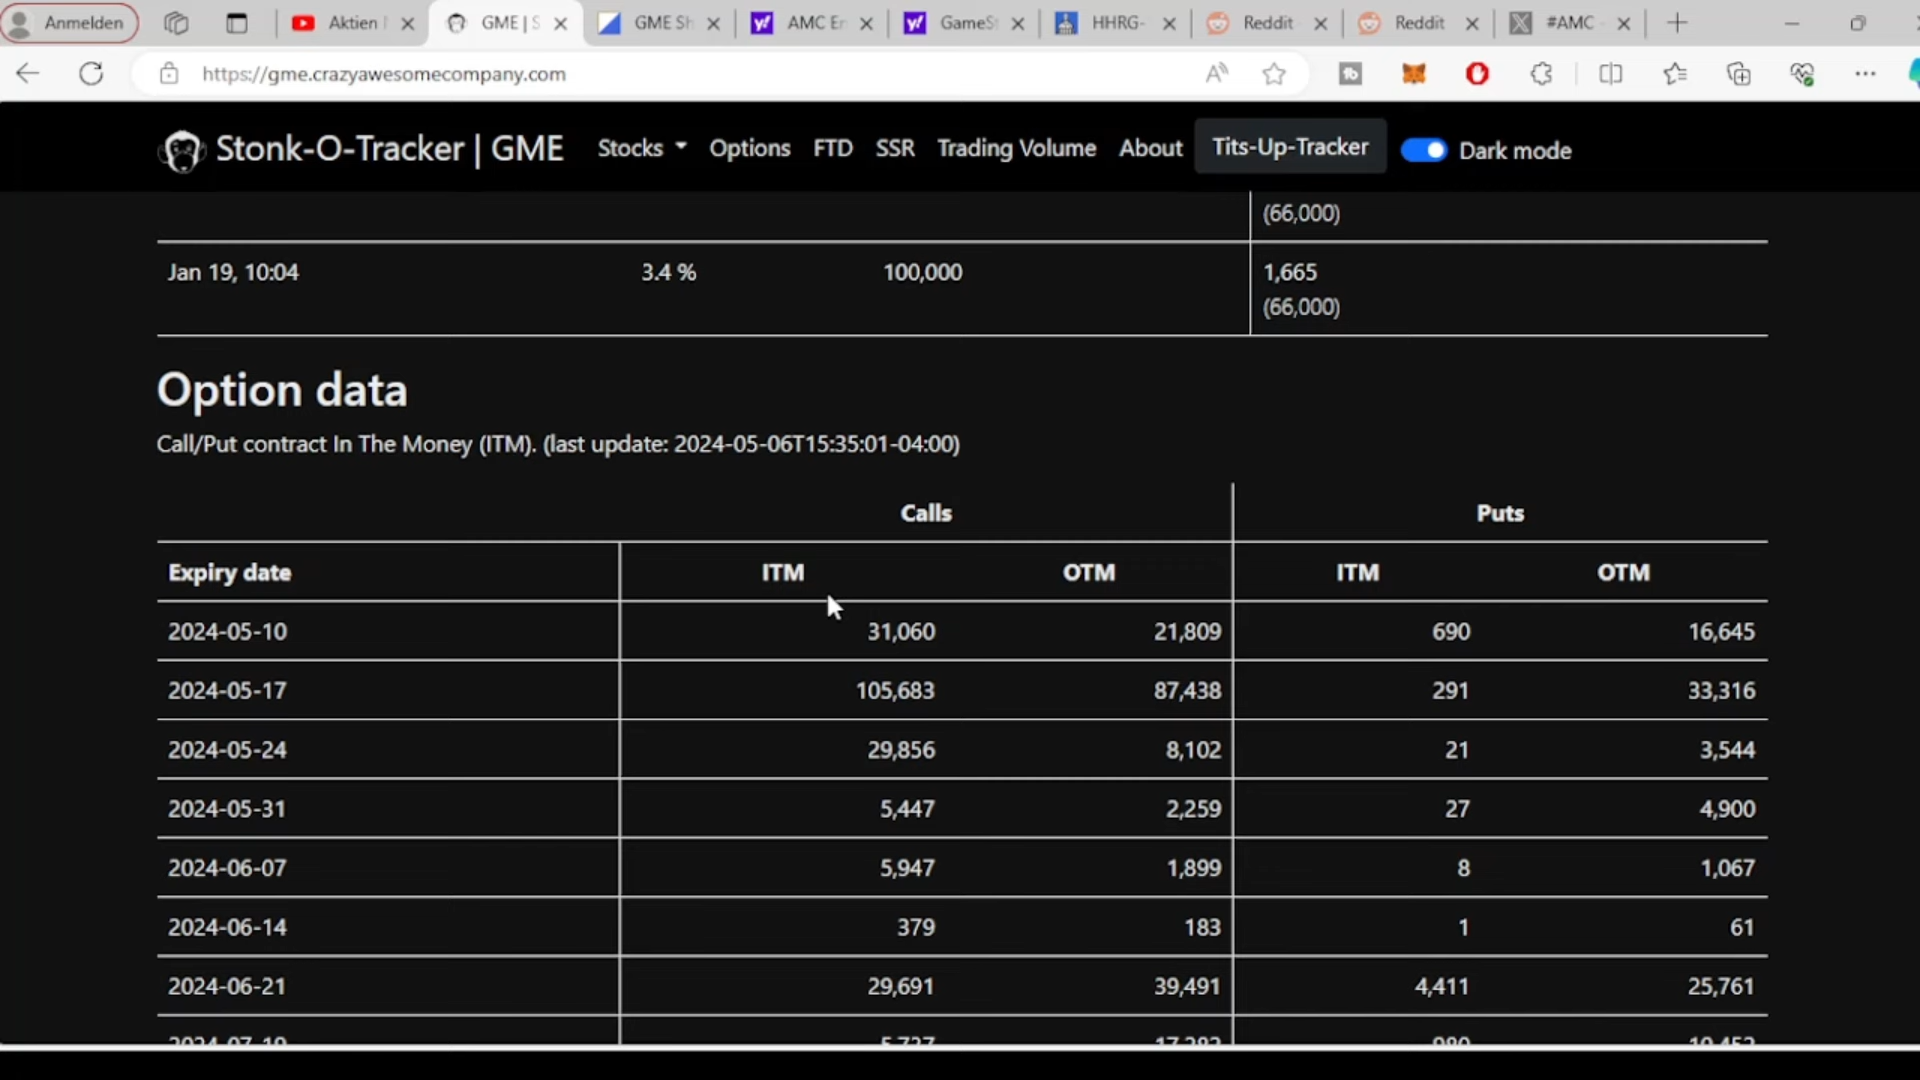 Anmelden
Aktien
GME | S
GME Sh
AMC En
GameSt
HHRG-
Reddit
Reddit
#AMC
https://gme.crazyawesomecompany.com
Stonk-O-Tracker | GME Stocks Options FTD SSR Trading Volume About Tits-Up-Tracker Dark mode
(66,000)
Jan 19, 10:04 3.4 % 100,000 1,665
(66,000)
Option data
Call/Put contract In The Money (ITM). (last update: 2024-05-06T15:35:01-04:00)
Calls Puts
Expiry date ITM OTM ITM OTM
2024-05-10 31,060 21,809 690 16,645
2024-05-17 105,683 87,438 291 33,316
2024-05-24 29,856 8,102 21 3,544
2024-05-31 5,447 2,259 27 4,900
2024-06-07 5,947 1,899 8 1,067
2024-06-14 379 183 1 61
2024-06-21 29,691 39,491 4,411 25,761